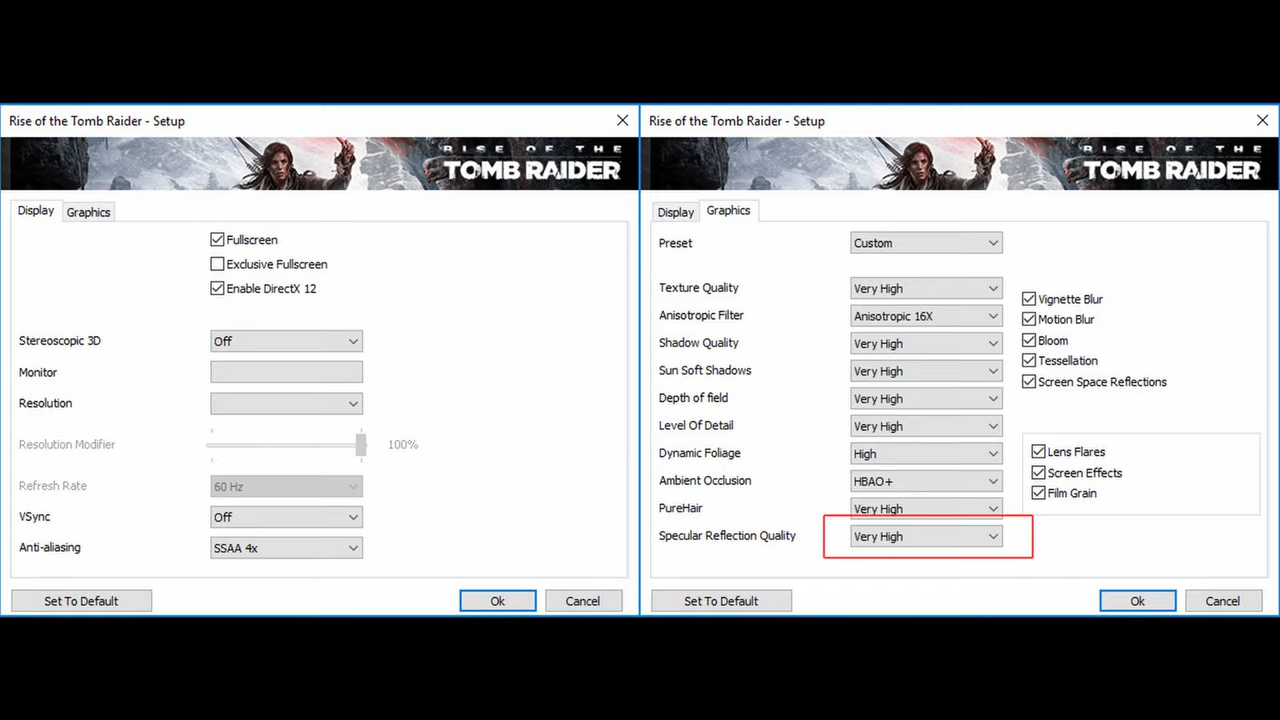 Rise of the Tomb Raider - Setup
RISE OF THE
TOMB RAIDER
Display
Graphics
Fullscreen
Exclusive Fullscreen
Enable DirectX 12
Stereoscopic 3D
Off
Monitor
Resolution
Resolution Modifier
100%
Refresh Rate
60 Hz
VSync
Off
Anti-aliasing
SSAA 4x
Set To Default
Ok
Cancel
Rise of the Tomb Raider - Setup
RISE OF THE
TOMB RAIDER
Display
Graphics
Preset
Custom
Texture Quality
Very High
Anisotropic Filter
Anisotropic 16X
Shadow Quality
Very High
Sun Soft Shadows
Very High
Depth of field
Very High
Level Of Detail
Very High
Dynamic Foliage
High
Ambient Occlusion
HBAO+
PureHair
Very High
Specular Reflection Quality
Very High
Vignette Blur
Motion Blur
Bloom
Tessellation
Screen Space Reflections
Lens Flares
Screen Effects
Film Grain
Set To Default
Ok
Cancel